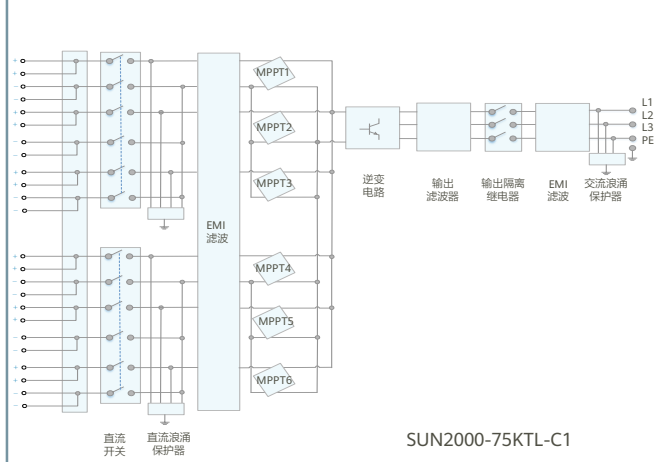 MPPT1
MPPT2
MPPT3
MPPT4
MPPT5
MPPT6
EMI
滤波
逆变
电路
输出
滤波器
输出隔离
继电器
EMI
滤波
交流浪涌
保护器
L1
L2
L3
PE
直流
开关
直流浪涌
保护器
SUN2000-75KTL-C1